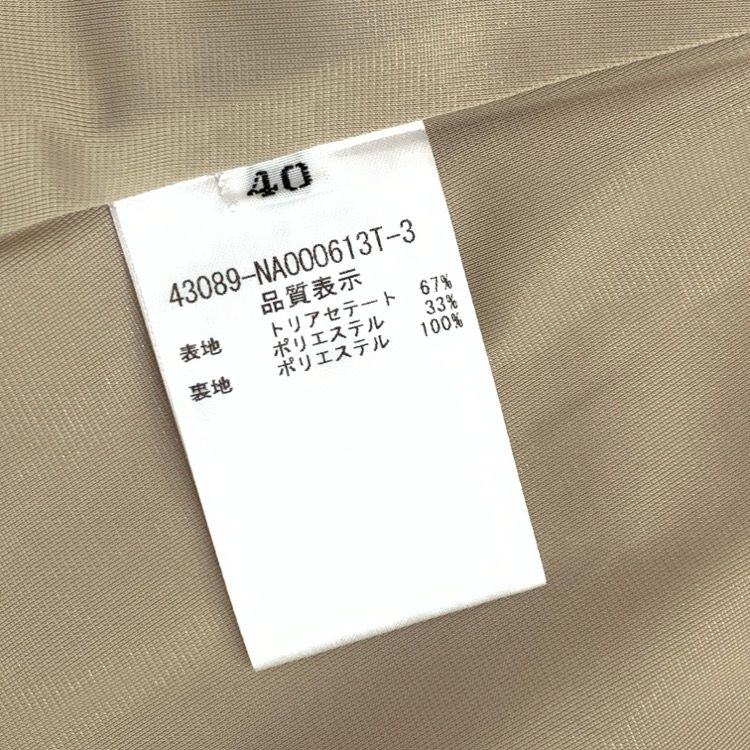 40
43089-NA000613T-3
品質表示
表地 トリアセテート 67%
ポリエステル 33%
裏地 ポリエステル 100%